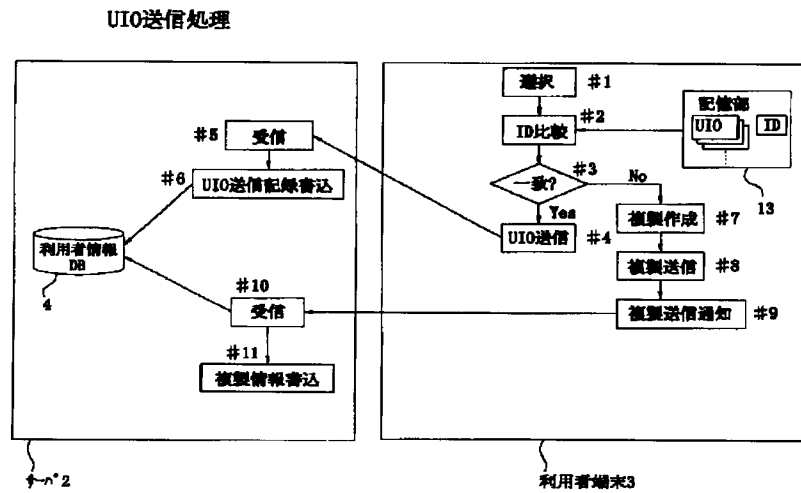 UIO送信処理
選択
#1
#2
記憶部
UIO
ID
13
ID比較
#3
一致?
No
Yes
UIO送信
#4
複製作成
#7
複製送信
#8
複製送信通知
#9
#5
受信
#6
UIO送信記録書込
利用者情報
DB
4
#10
受信
#11
複製情報書込
サーバ2
利用者端末3